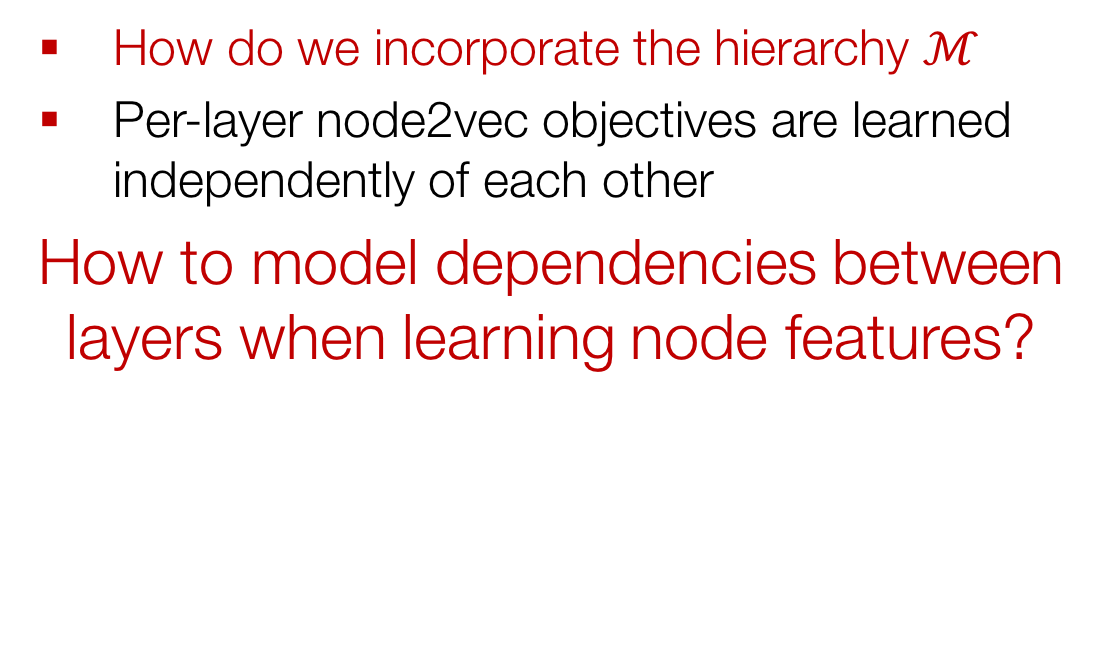 ▪ How do we incorporate the hierarchy ℳ
▪ Per-layer node2vec objectives are learned
independently of each other
How to model dependencies between
layers when learning node features?